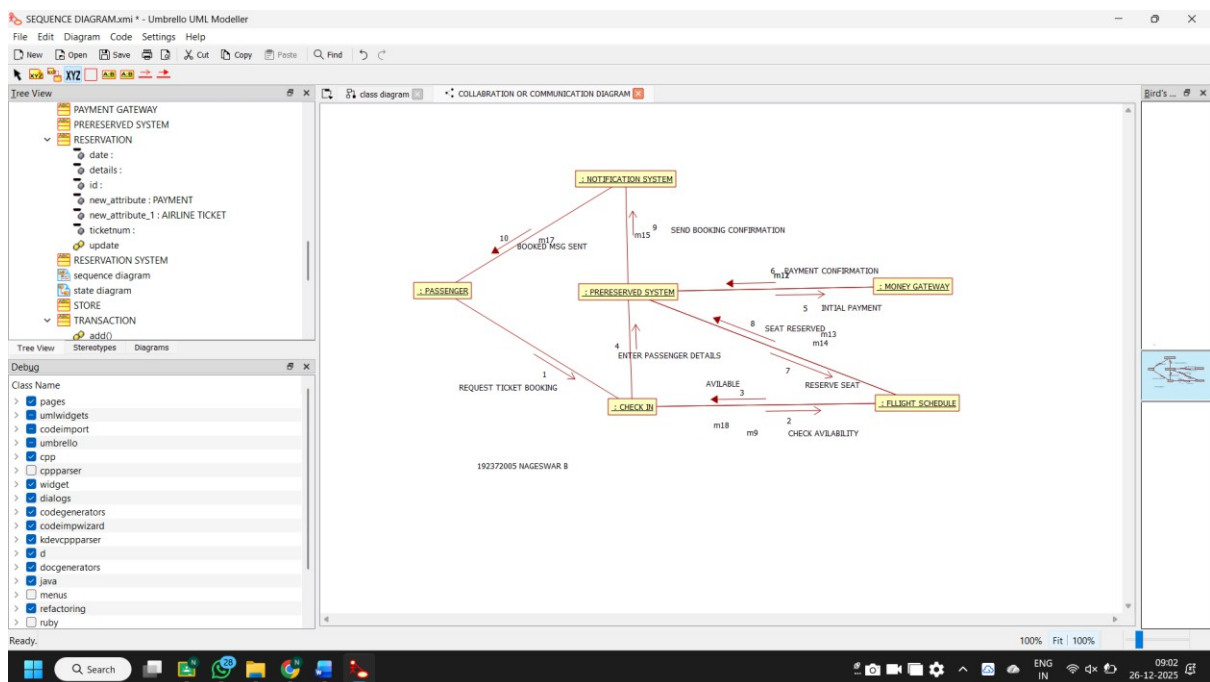 SEQUENCE DIAGRAM.xmi * - Umbrello UML Modeller
File Edit Diagram Code Settings Help
New Open Save Cut Copy Paste Find
XYZ A:B A:B
Tree View
PAYMENT GATEWAY
PRERESERVED SYSTEM
RESERVATION
date :
details :
id :
new_attribute : PAYMENT
new_attribute_1 : AIRLINE TICKET
ticketnum :
update
RESERVATION SYSTEM
sequence diagram
state diagram
STORE
TRANSACTION
add()
Tree View Stereotypes Diagrams
Debug
Class Name
pages
umlwidgets
codeimport
umbrello
cpp
cppparser
widget
dialogs
codegenerators
codeimpwizard
kdevcppparser
d
docgenerators
java
menus
refactoring
ruby
class diagram COLLABRATION OR COMMUNICATION DIAGRAM
Bird's ...
: NOTIFICATION SYSTEM
10 m17
BOOKED MSG SENT
m15 9 SEND BOOKING CONFIRMATION
6 PAYMENT CONFIRMATION
: PASSENGER
: PRERESERVED SYSTEM
: MONEY GATEWAY
5 INTIAL PAYMENT
8 SEAT RESERVED
m13
m14
4
ENTER PASSENGER DETAILS
1
REQUEST TICKET BOOKING
7
RESERVE SEAT
AVILABLE
3
: CHECK IN
: FLLIGHT SCHEDULE
m18 m9
2
CHECK AVILABILITY
192372005 NAGESWAR B
Ready.
100% Fit 100%
Search
28
ENG
IN
09:02
26-12-2025